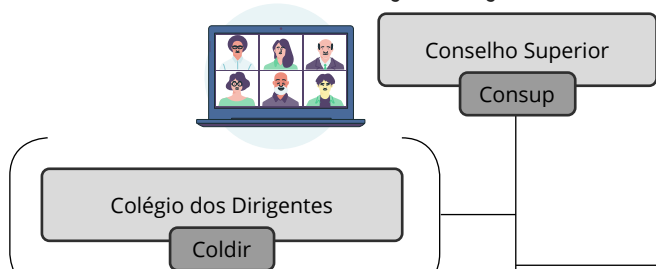 Conselho Superior
Consup
Colégio dos Dirigentes
Coldir